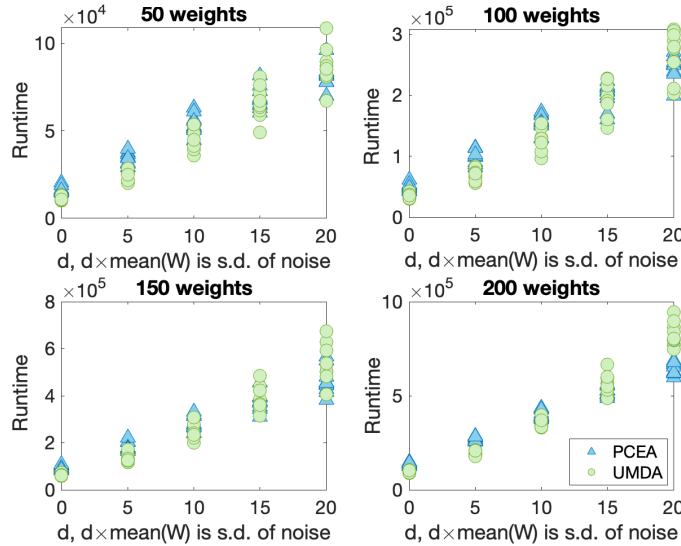 50 weights
×10⁴
10
5
0
Runtime
0 5 10 15 20
d, d×mean(W) is s.d. of noise
100 weights
×10⁵
3
2
1
0
Runtime
0 5 10 15 20
d, d×mean(W) is s.d. of noise
150 weights
×10⁵
8
6
4
2
0
Runtime
0 5 10 15 20
d, d×mean(W) is s.d. of noise
200 weights
×10⁵
10
5
0
Runtime
0 5 10 15 20
d, d×mean(W) is s.d. of noise
PCEA
UMDA